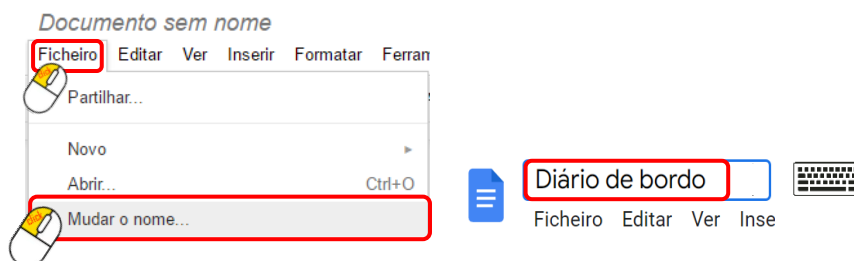 Documento sem nome
Ficheiro Editar Ver Inserir Formatar Ferram
Partilhar...
Novo
Abrir... Ctrl+O
Mudar o nome...
Diário de bordo
Ficheiro Editar Ver Inse